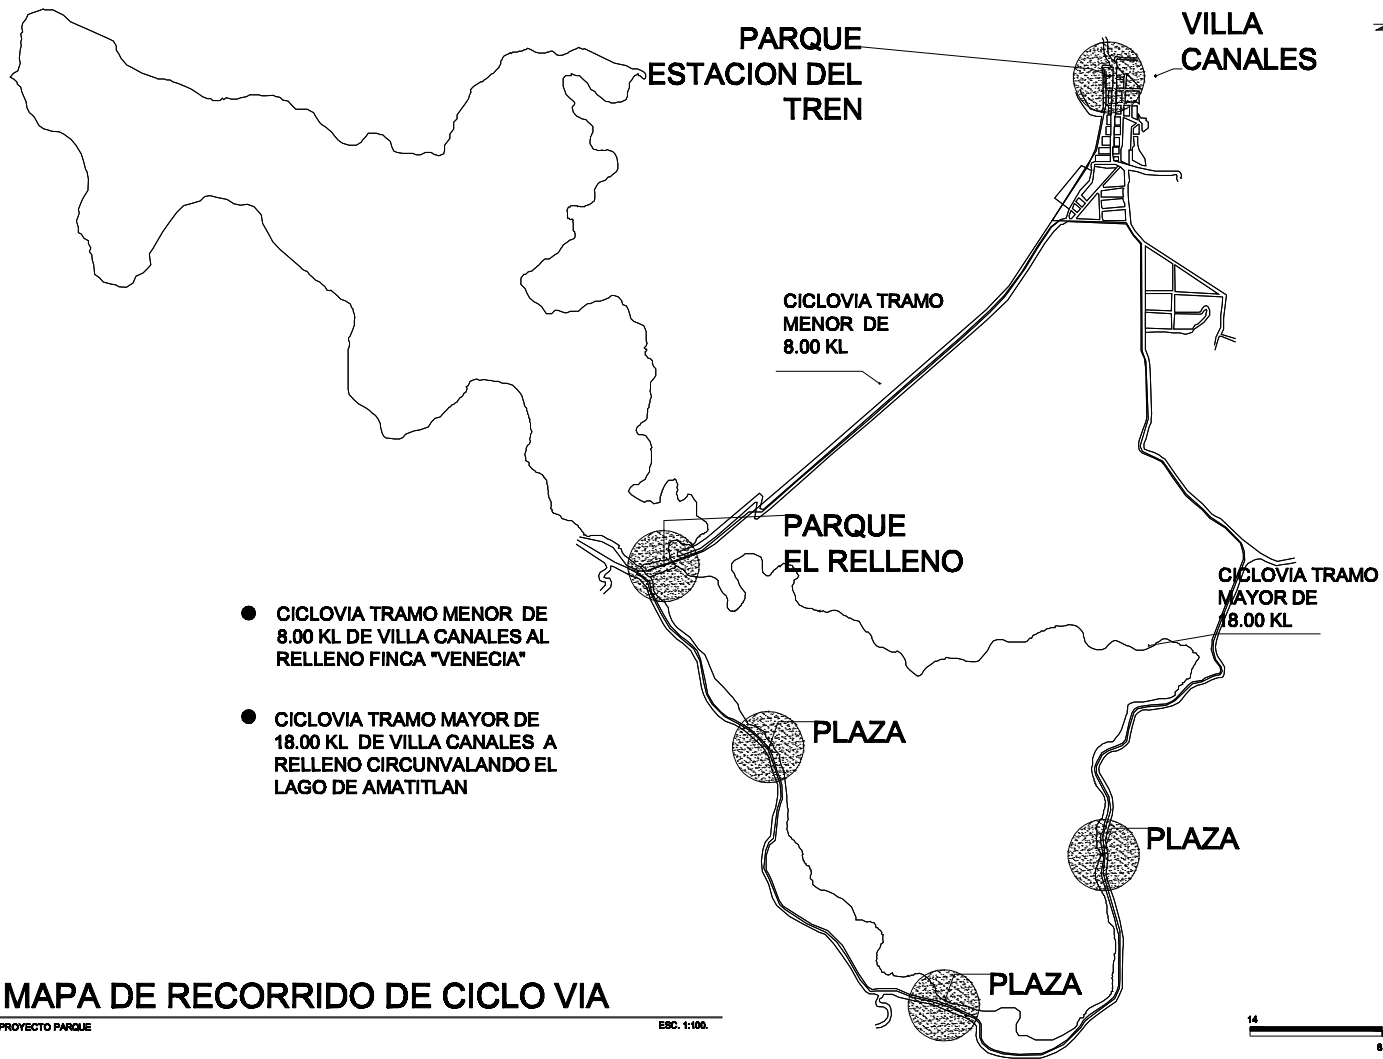 PARQUE
ESTACION DEL
TREN
VILLA
CANALES
CICLOVIA TRAMO
MENOR DE
8.00 KL
PARQUE
EL RELLENO
CICLOVIA TRAMO
MAYOR DE
18.00 KL
● CICLOVIA TRAMO MENOR DE
8.00 KL DE VILLA CANALES AL
RELLENO FINCA "VENECIA"
● CICLOVIA TRAMO MAYOR DE
18.00 KL DE VILLA CANALES A
RELLENO CIRCUNVALANDO EL
LAGO DE AMATITLAN
PLAZA
PLAZA
PLAZA
MAPA DE RECORRIDO DE CICLO VIA
PROYECTO PARQUE
ESC. 1:100.
14
6